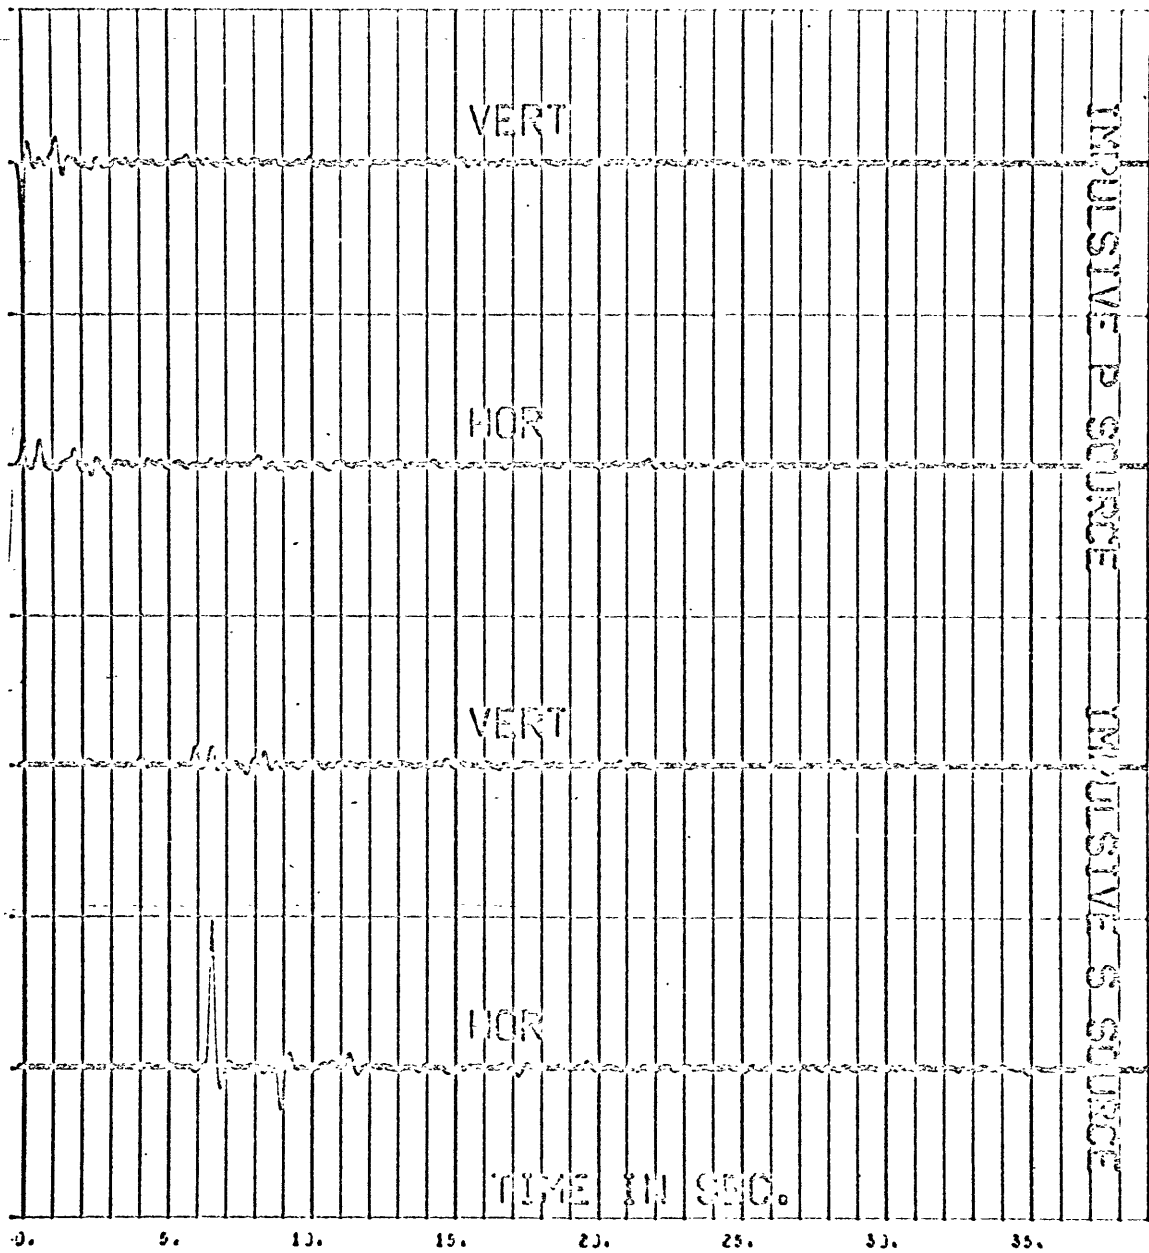 VERT
HOR
IMPULSIVE P SOURCE
VERT
HOR
IMPULSIVE S SOURCE
TIME IN SEC.
0. 5. 10. 15. 20. 25. 30. 35.